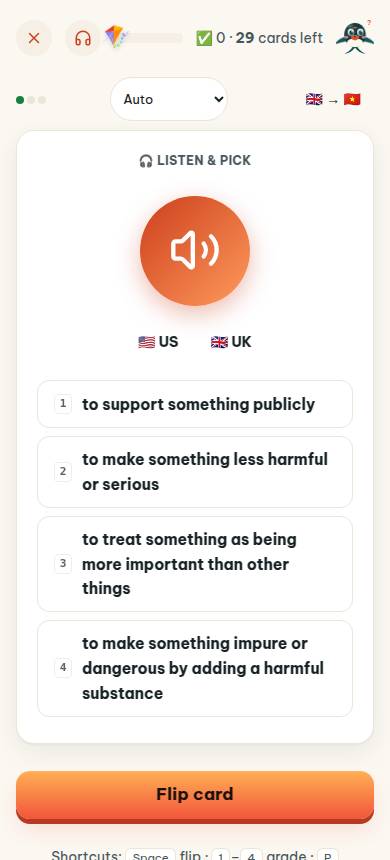 ✅ 0 · 29 cards left
Auto
→
🎧 LISTEN & PICK
US UK
1 to support something publicly
2 to make something less harmful
or serious
3 to treat something as being
more important than other
things
4 to make something impure or
dangerous by adding a harmful
substance
Flip card
Shortcuts: Space flip · 1 – 4 grade · P